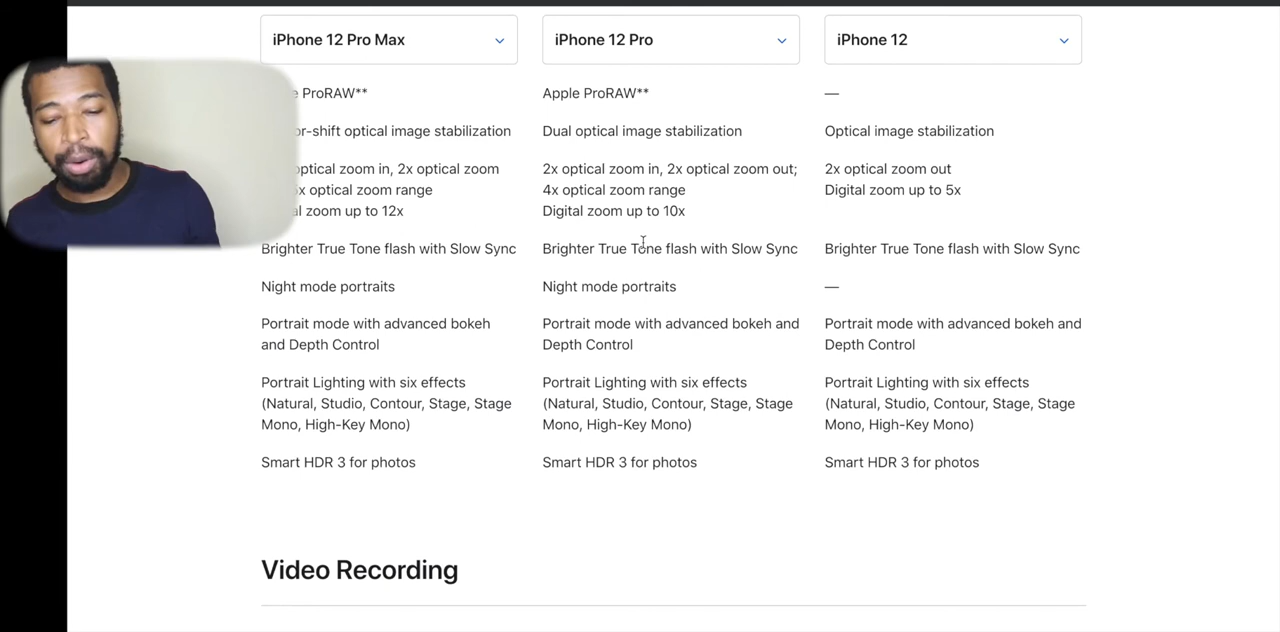 iPhone 12 Pro Max
iPhone 12 Pro
iPhone 12
ProRAW**
Apple ProRAW**
—
optical image stabilization
Dual optical image stabilization
Optical image stabilization
optical zoom in, 2x optical zoom
optical zoom range
zoom up to 12x
2x optical zoom in, 2x optical zoom out;
4x optical zoom range
Digital zoom up to 10x
2x optical zoom out
Digital zoom up to 5x
Brighter True Tone flash with Slow Sync
Brighter True Tone flash with Slow Sync
Brighter True Tone flash with Slow Sync
Night mode portraits
Night mode portraits
—
Portrait mode with advanced bokeh
and Depth Control
Portrait mode with advanced bokeh and
Depth Control
Portrait mode with advanced bokeh and
Depth Control
Portrait Lighting with six effects
(Natural, Studio, Contour, Stage, Stage
Mono, High-Key Mono)
Portrait Lighting with six effects
(Natural, Studio, Contour, Stage, Stage
Mono, High-Key Mono)
Portrait Lighting with six effects
(Natural, Studio, Contour, Stage, Stage
Mono, High-Key Mono)
Smart HDR 3 for photos
Smart HDR 3 for photos
Smart HDR 3 for photos
Video Recording